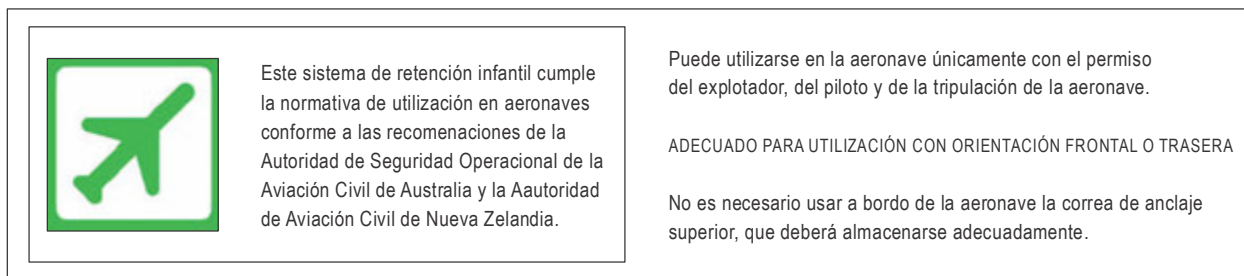 Este sistema de retención infantil cumple
la normativa de utilización en aeronaves
conforme a las recomenaciones de la
Autoridad de Seguridad Operacional de la
Aviación Civil de Australia y la Aautoridad
de Aviación Civil de Nueva Zelandia.
Puede utilizarse en la aeronave únicamente con el permiso
del explotador, del piloto y de la tripulación de la aeronave.
ADECUADO PARA UTILIZACIÓN CON ORIENTACIÓN FRONTAL O TRASERA
No es necesario usar a bordo de la aeronave la correa de anclaje
superior, que deberá almacenarse adecuadamente.